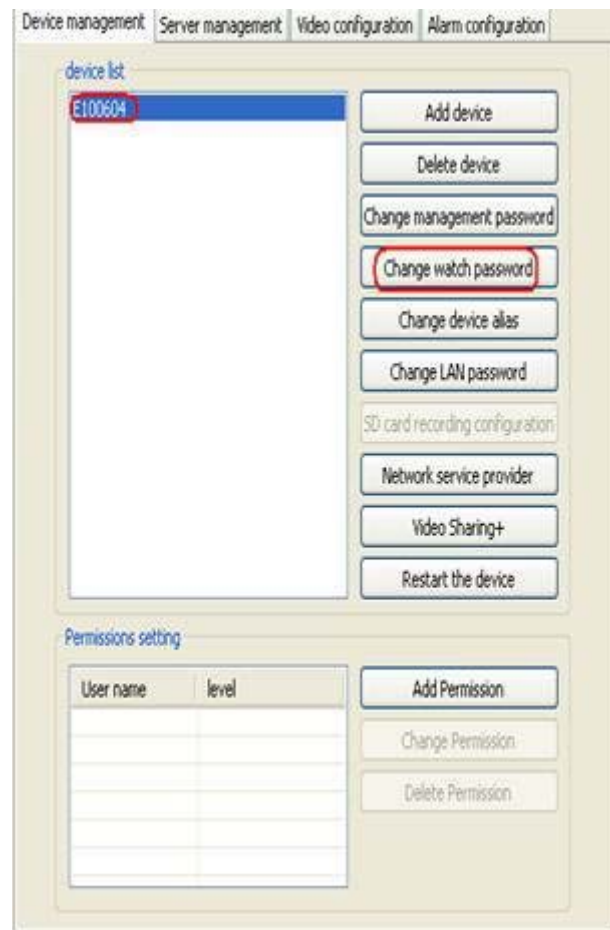 Device management Server management Video configuration Alarm configuration
device list
E100604
Add device
Delete device
Change management password
Change watch password
Change device alias
Change LAN password
SD card recording configuration
Network service provider
Video Sharing+
Restart the device
Permissions setting
User name level
Add Permission
Change Permission
Delete Permission